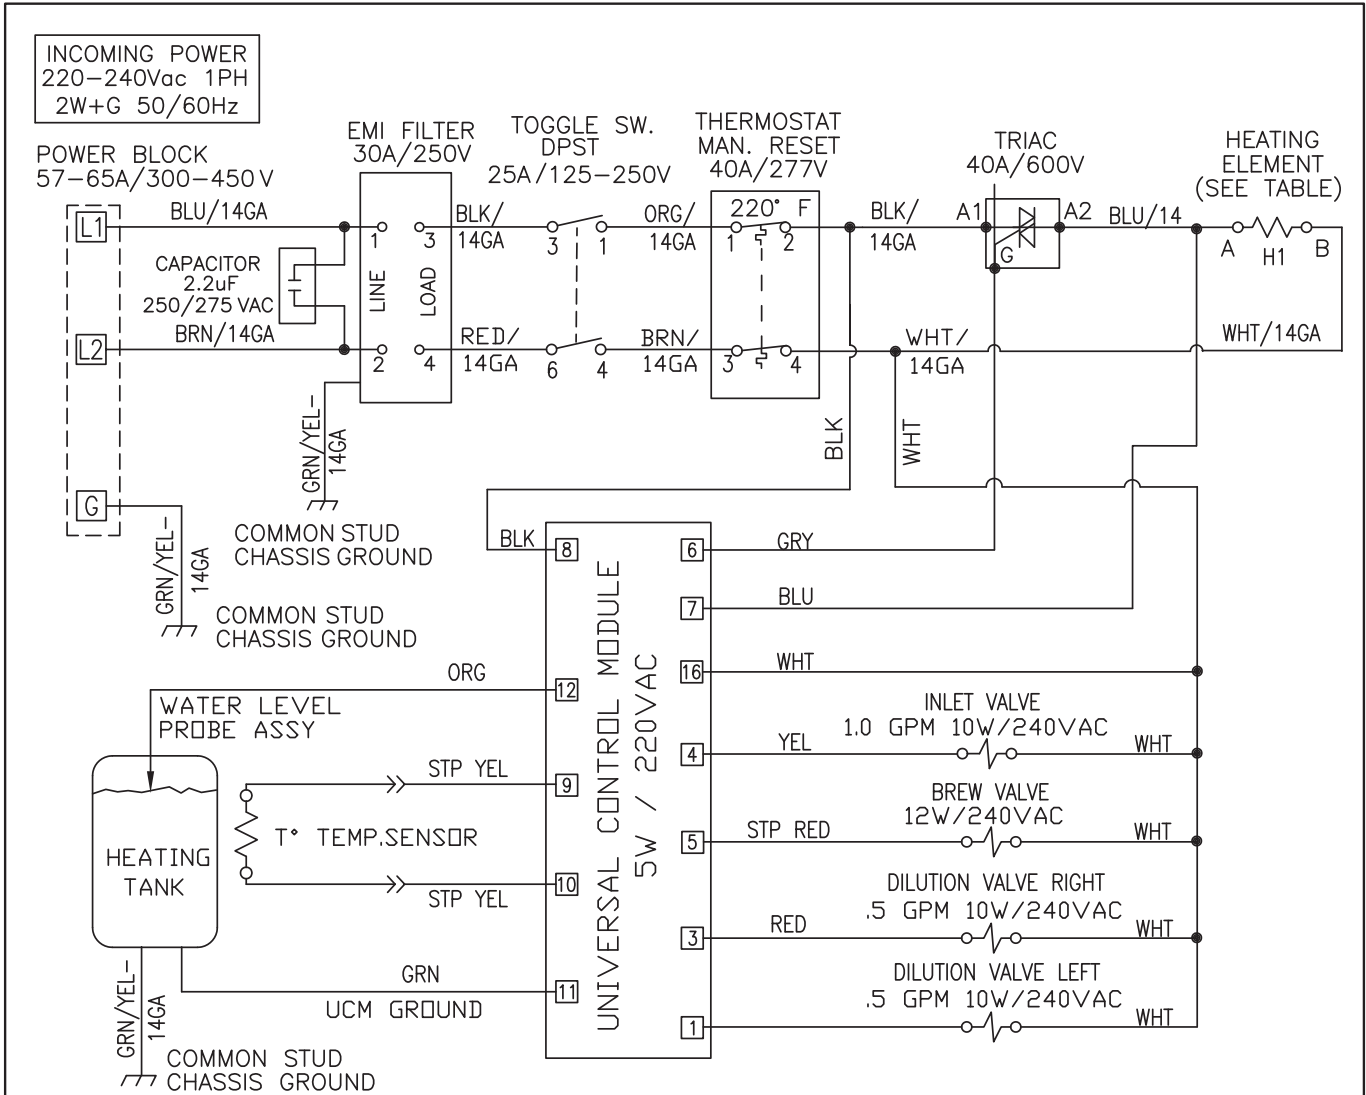 INCOMING POWER
220-240Vac 1PH
2W+G 50/60Hz
POWER BLOCK
57-65A/300-450V
EMI FILTER
30A/250V
TOGGLE SW.
DPST
25A/125-250V
THERMOSTAT
MAN. RESET
40A/277V
TRIAC
40A/600V
HEATING
ELEMENT
(SEE TABLE)
L1
BLU/14GA
1
3
BLK/
14GA
3
1
ORG/
14GA
220° F
1
2
BLK/
14GA
A1
A2
G
BLU/14
A
H1
B
CAPACITOR
2.2uF
250/275 VAC
LINE
LOAD
L2
BRN/14GA
2
4
RED/
14GA
6
4
BRN/
14GA
3
4
WHT/
14GA
WHT/14GA
GRN/YEL-
14GA
BLK
WHT
G
COMMON STUD
CHASSIS GROUND
GRN/YEL-
14GA
COMMON STUD
CHASSIS GROUND
BLK
8
UNIVERSAL CONTROL MODULE
5W / 220VAC
6
GRY
7
BLU
16
WHT
ORG
12
WATER LEVEL
PROBE ASSY
INLET VALVE
1.0 GPM 10W/240VAC
4
YEL
WHT
STP YEL
9
T° TEMP.SENSOR
BREW VALVE
12W/240VAC
5
STP RED
WHT
HEATING
TANK
10
STP YEL
DILUTION VALVE RIGHT
.5 GPM 10W/240VAC
3
RED
WHT
GRN
11
UCM GROUND
DILUTION VALVE LEFT
.5 GPM 10W/240VAC
1
WHT
GRN/YEL-
14GA
COMMON STUD
CHASSIS GROUND